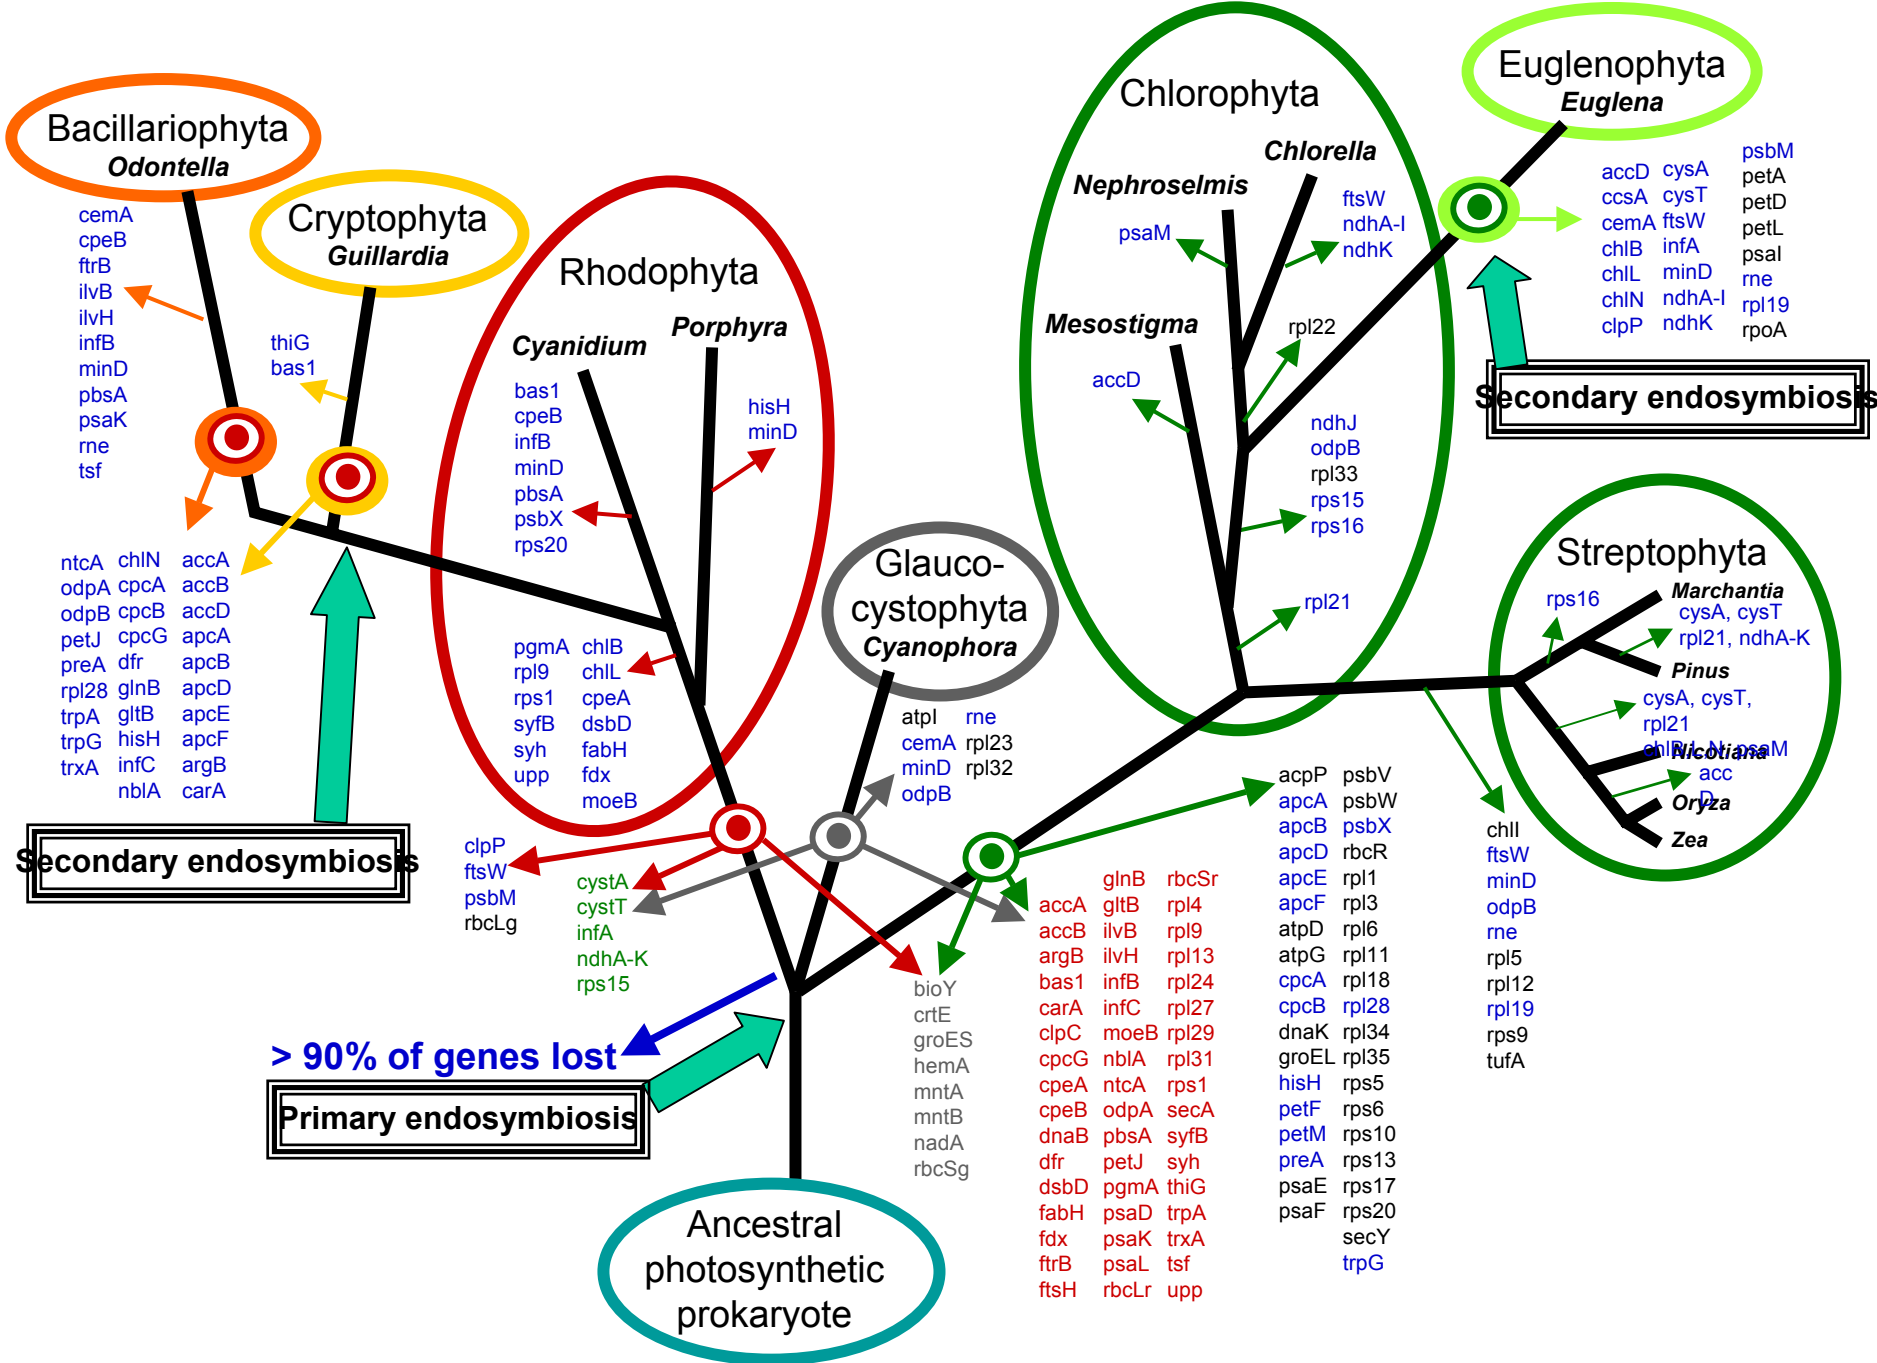 Bacillariophyta
Odontella
cemA
cpeB
ftrB
ilvB
ilvH
infB
minD
pbsA
psaK
rne
tsf
Cryptophyta
Guillardia
thiG
bas1
ntcA
odpA
odpB
petJ
preA
rpl28
trpA
trpG
trxA
chlN
cpcA
cpcB
cpcG
dfr
glnB
gltB
hisH
infC
nblA
accA
accB
accD
apcA
apcB
apcD
apcE
apcF
argB
carA
Secondary endosymbiosis
Rhodophyta
Cyanidium
Porphyra
bas1
cpeB
infB
minD
pbsA
psbX
rps20
hisH
minD
pgmA
rpl9
rps1
syfB
syh
upp
chlB
chlL
cpeA
dsbD
fabH
fdx
moeB
clpP
ftsW
psbM
rbcLg
cystA
cystT
infA
ndhA-K
rps15
Glauco-
cystophyta
Cyanophora
atpI
cemA
minD
odpB
rne
rpl23
rpl32
bioY
crtE
groES
hemA
mntA
mntB
nadA
rbcSg
> 90% of genes lost
Primary endosymbiosis
Ancestral
photosynthetic
prokaryote
accA
accB
argB
bas1
carA
clpC
cpcG
cpeA
cpeB
dnaB
dfr
dsbD
fabH
fdx
ftrB
ftsH
glnB
gltB
ilvB
ilvH
infB
infC
moeB
nblA
ntcA
odpA
pbsA
petJ
pgmA
psaD
psaK
psaL
rbcLr
rbcSr
rpl4
rpl9
rpl13
rpl24
rpl27
rpl29
rpl31
rps1
secA
syfB
syh
thiG
trpA
trxA
tsf
upp
acpP
apcA
apcB
apcD
apcE
apcF
atpD
atpG
cpcA
cpcB
dnaK
groEL
hisH
petF
petM
preA
psaE
psaF
psbV
psbW
psbX
rbcR
rpl1
rpl3
rpl6
rpl11
rpl18
rpl28
rpl34
rpl35
rps5
rps6
rps10
rps13
rps17
rps20
secY
trpG
Chlorophyta
Chlorella
Nephroselmis
Mesostigma
psaM
ftsW
ndhA-I
ndhK
accD
rpl22
ndhJ
odpB
rpl33
rps15
rps16
rpl21
Euglenophyta
Euglena
accD
ccsA
cemA
chlB
chlL
chlN
clpP
cysA
cysT
ftsW
infA
minD
ndhA-I
ndhK
psbM
petA
petD
petL
psaI
rne
rpl19
rpoA
Secondary endosymbiosis
Streptophyta
Marchantia
rps16
cysA, cysT
rpl21, ndhA-K
Pinus
cysA, cysT,
rpl21
chlB, L, N, psaM
Nicotiana
acc
D
Oryza
Zea
chlI
ftsW
minD
odpB
rne
rpl5
rpl12
rpl19
rps9
tufA